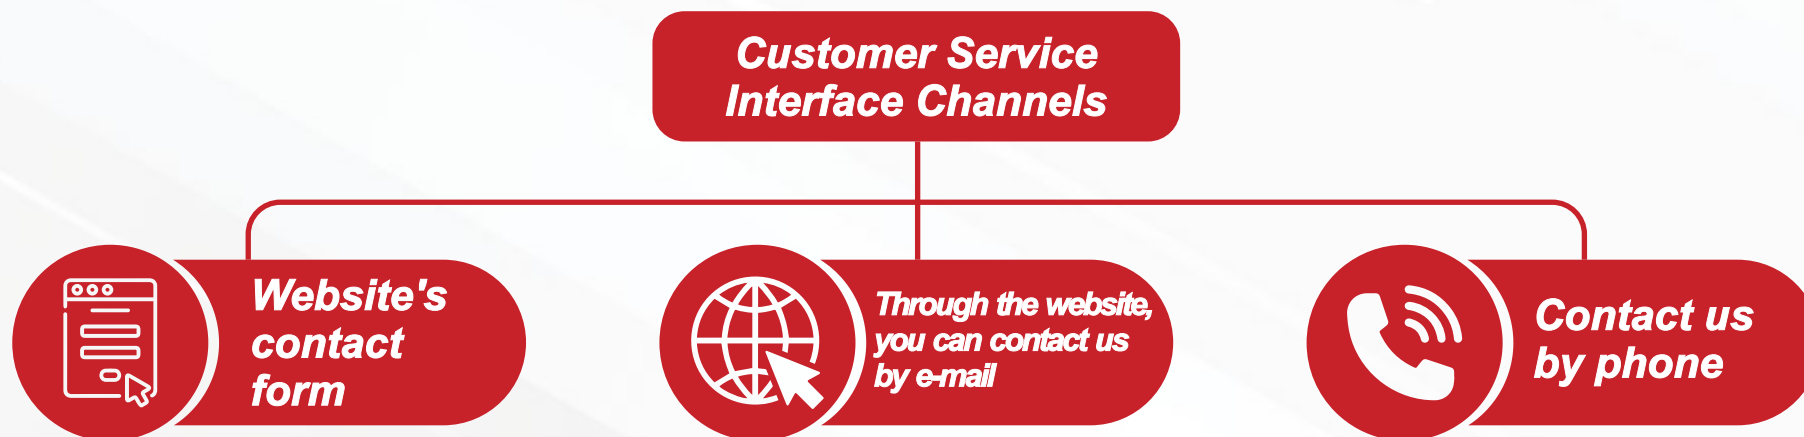 Customer Service
Interface Channels
Website's
contact
form
Through the website,
you can contact us
by e-mail
Contact us
by phone